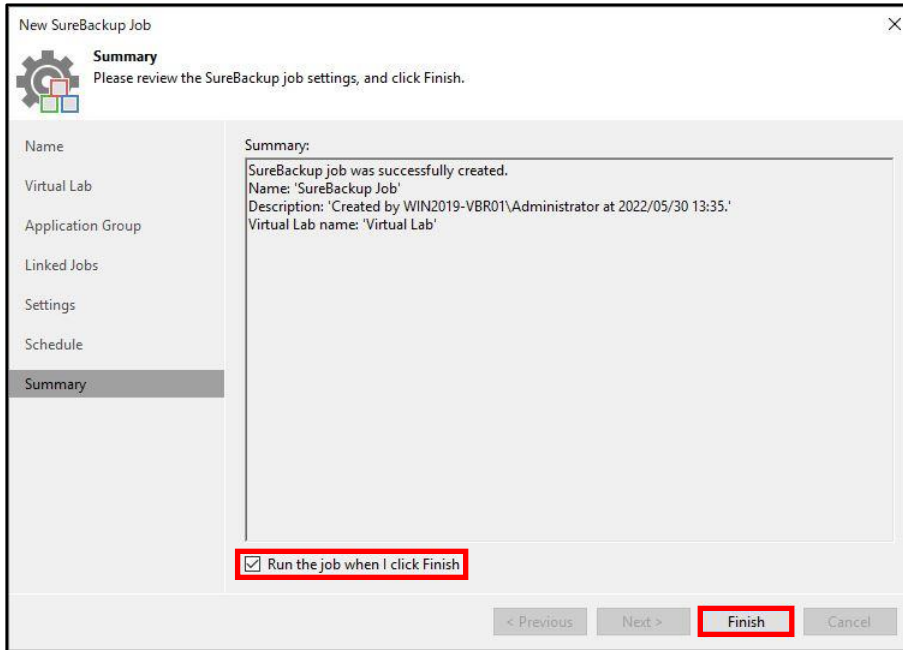 New SureBackup Job
Summary
Please review the SureBackup job settings, and click Finish.
Name
Virtual Lab
Application Group
Linked Jobs
Settings
Schedule
Summary
Summary:
SureBackup job was successfully created.
Name: 'SureBackup Job'
Description: 'Created by WIN2019-VBR01\Administrator at 2022/05/30 13:35.'
Virtual Lab name: 'Virtual Lab'
Run the job when I click Finish
< Previous
Next >
Finish
Cancel